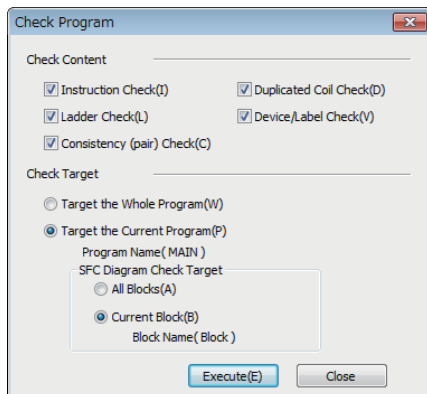 Check Program
Check Content
Instruction Check(I)
Duplicated Coil Check(D)
Ladder Check(L)
Device/Label Check(V)
Consistency (pair) Check(C)
Check Target
Target the Whole Program(W)
Target the Current Program(P)
Program Name( MAIN )
SFC Diagram Check Target
All Blocks(A)
Current Block(B)
Block Name( Block )
Execute(E)
Close